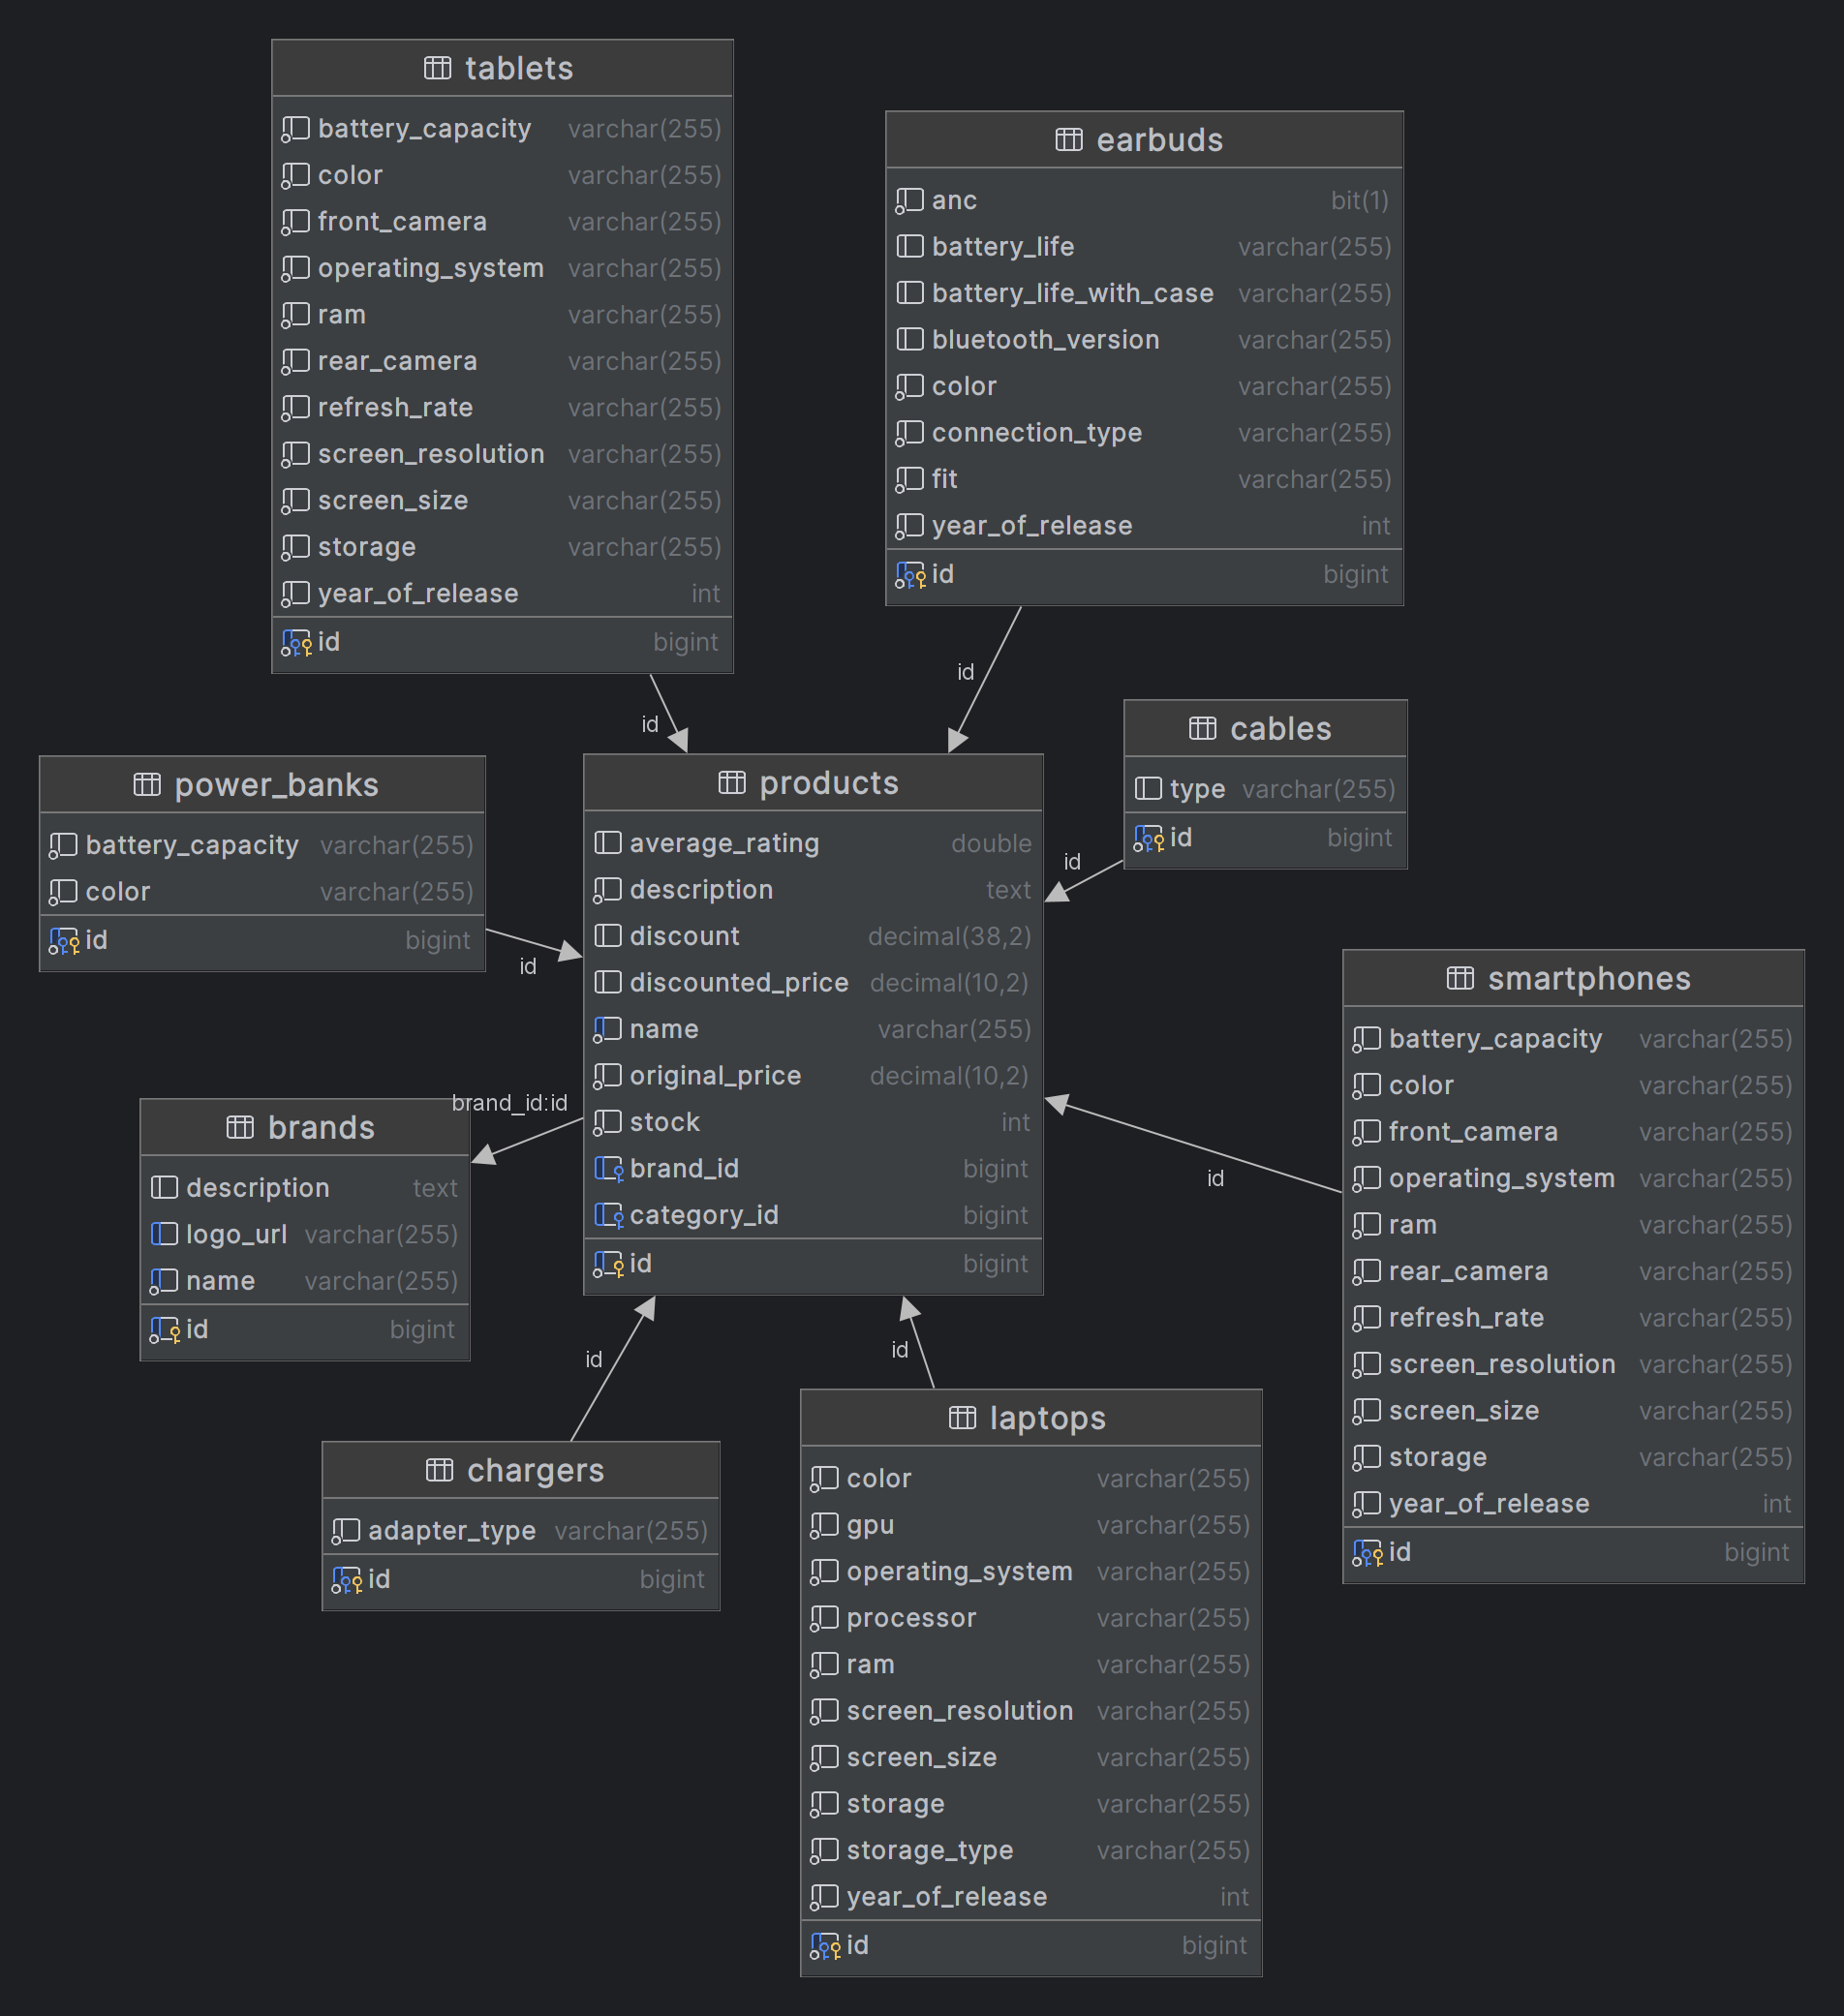 tablets
battery_capacity varchar(255)
color varchar(255)
front_camera varchar(255)
operating_system varchar(255)
ram varchar(255)
rear_camera varchar(255)
refresh_rate varchar(255)
screen_resolution varchar(255)
screen_size varchar(255)
storage varchar(255)
year_of_release int
id bigint
earbuds
anc bit(1)
battery_life varchar(255)
battery_life_with_case varchar(255)
bluetooth_version varchar(255)
color varchar(255)
connection_type varchar(255)
fit varchar(255)
year_of_release int
id bigint
id
id
cables
type varchar(255)
id bigint
id
power_banks
battery_capacity varchar(255)
color varchar(255)
id bigint
id
products
average_rating double
description text
discount decimal(38,2)
discounted_price decimal(10,2)
name varchar(255)
original_price decimal(10,2)
stock int
brand_id bigint
category_id bigint
id bigint
smartphones
battery_capacity varchar(255)
color varchar(255)
front_camera varchar(255)
operating_system varchar(255)
ram varchar(255)
rear_camera varchar(255)
refresh_rate varchar(255)
screen_resolution varchar(255)
screen_size varchar(255)
storage varchar(255)
year_of_release int
id bigint
id
brand_id:id
brands
description text
logo_url varchar(255)
name varchar(255)
id bigint
id
id
chargers
adapter_type varchar(255)
id bigint
laptops
color varchar(255)
gpu varchar(255)
operating_system varchar(255)
processor varchar(255)
ram varchar(255)
screen_resolution varchar(255)
screen_size varchar(255)
storage varchar(255)
storage_type varchar(255)
year_of_release int
id bigint